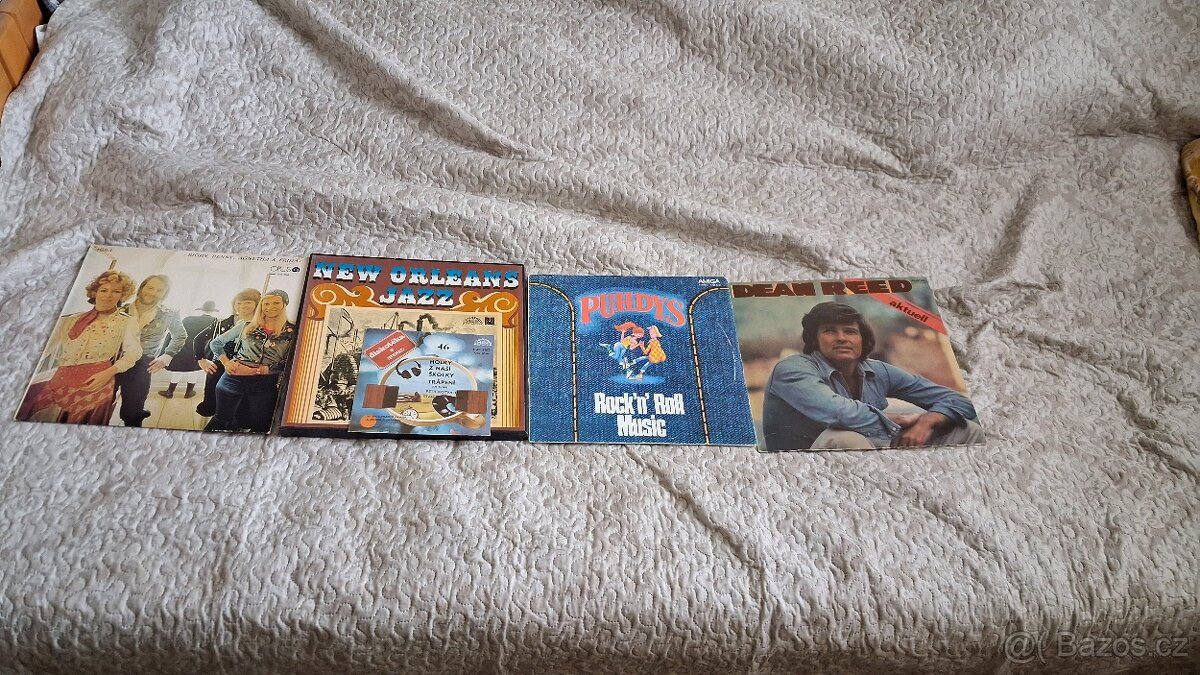 BJÖRN, BENNY, AGNETHA & FRIDA
OPUS
NEW ORLEANS
JAZZ
diskotéka
46
HOLKY
Z NAŠÍ
ŠKOLKY
TRÁPENÍ
PUHDYS
AMIGA
Rock'n' Roll
Music
DEAN REED
aktuell
Bazos.cz